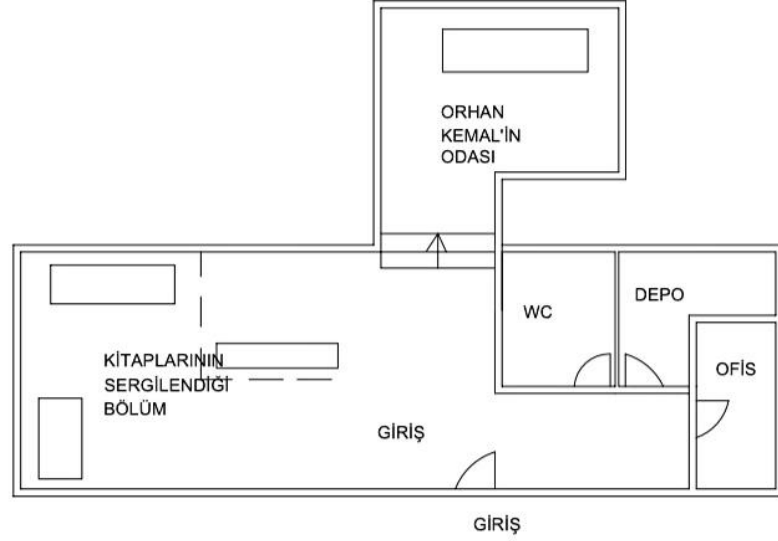 ORHAN
KEMAL'İN
ODASI
WC
DEPO
OFİS
KİTAPLARININ
SERGİLENDİĞİ
BÖLÜM
GİRİŞ
GİRİŞ